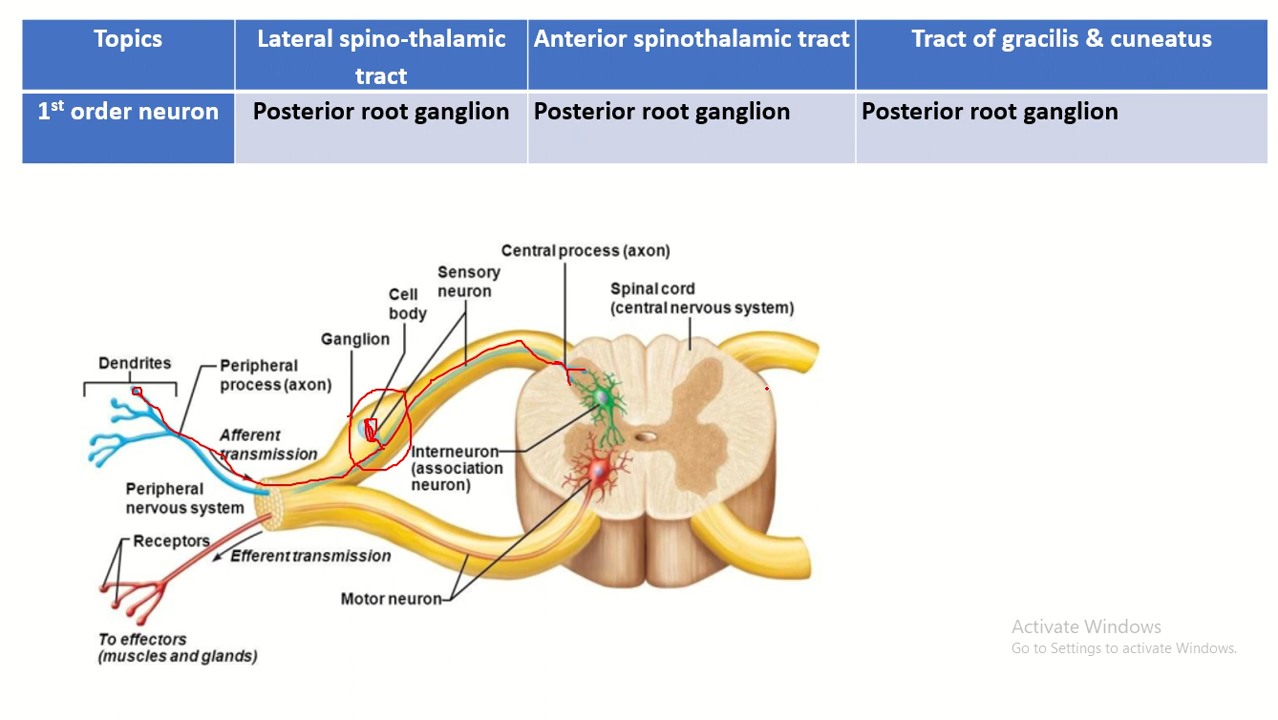 Topics
Lateral spino-thalamic
tract
Anterior spinothalamic tract
Tract of gracilis & cuneatus
1st order neuron
Posterior root ganglion
Posterior root ganglion
Posterior root ganglion
Central process (axon)
Sensory
neuron
Spinal cord
(central nervous system)
Cell
body
Ganglion
Dendrites
Peripheral
process (axon)
Afferent
transmission
Interneuron
(association
neuron)
Peripheral
nervous system
Receptors
Efferent transmission
Motor neuron
To effectors
(muscles and glands)
Activate Windows
Go to Settings to activate Windows.